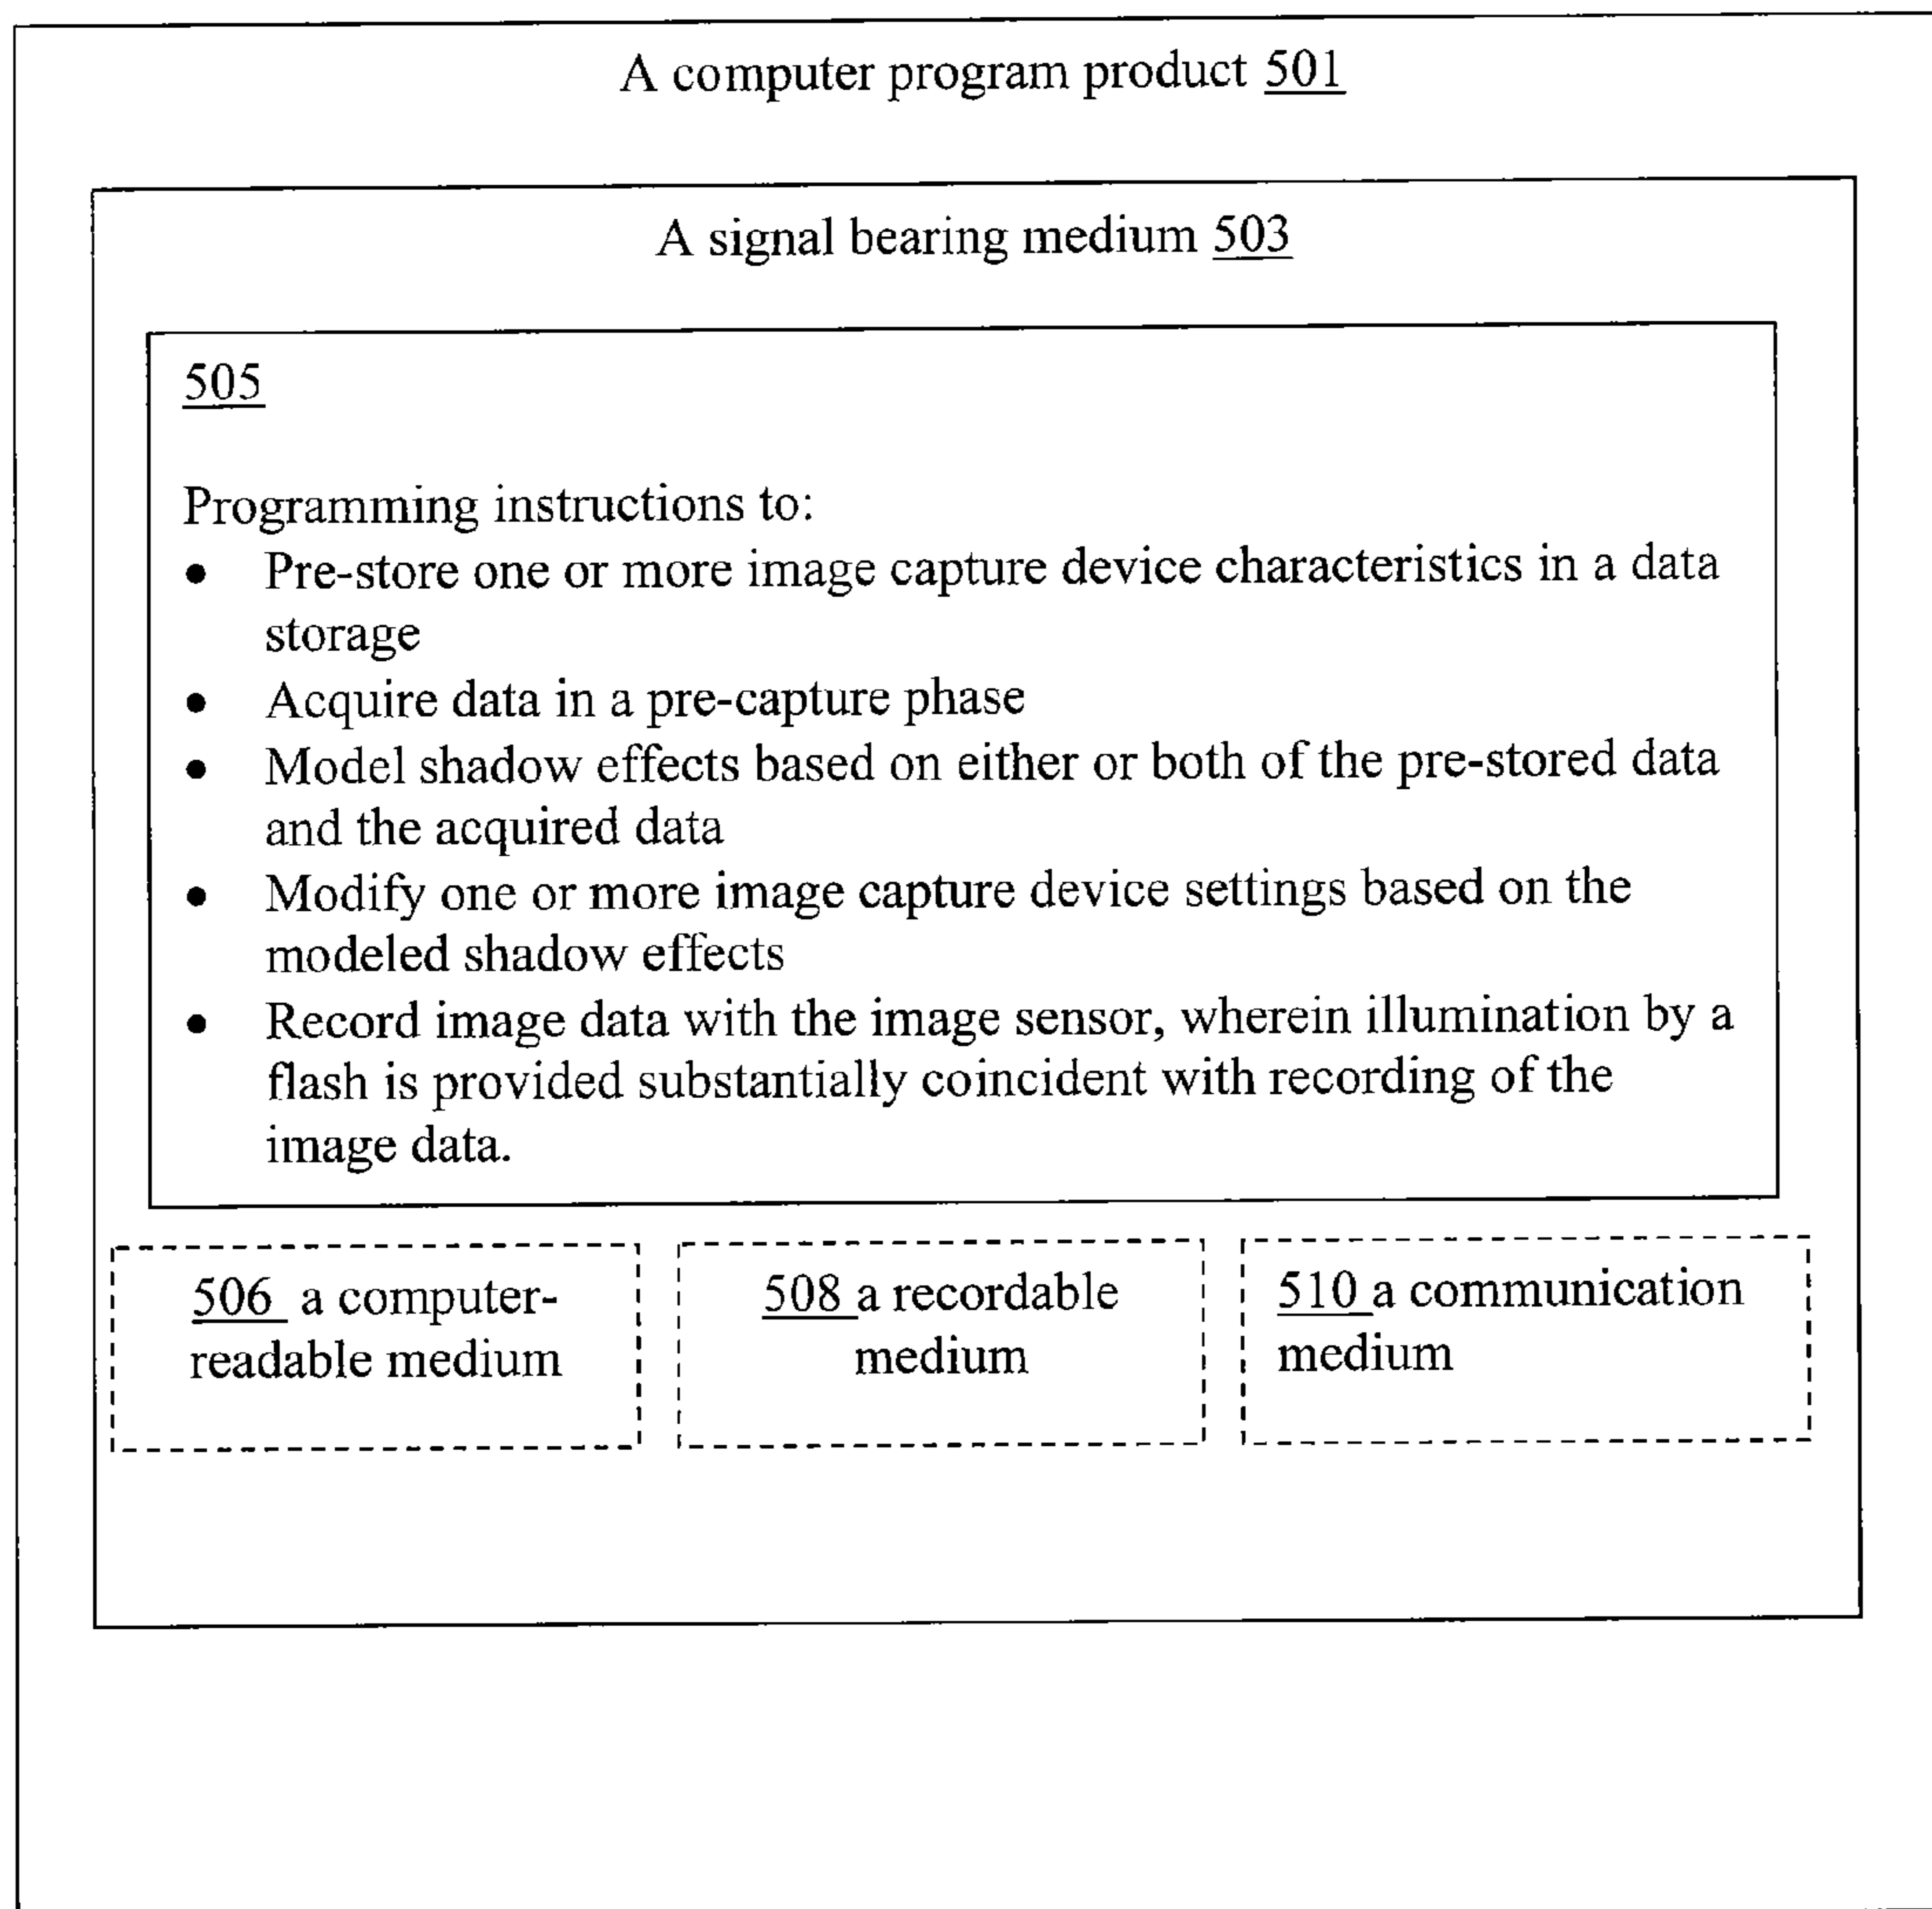 A computer program product 501
A signal bearing medium 503
505
Programming instructions to:
• Pre-store one or more image capture device characteristics in a data
storage
• Acquire data in a pre-capture phase
• Model shadow effects based on either or both of the pre-stored data
and the acquired data
• Modify one or more image capture device settings based on the
modeled shadow effects
• Record image data with the image sensor, wherein illumination by a
flash is provided substantially coincident with recording of the
image data.
506 a computer-
readable medium
508 a recordable
medium
510 a communication
medium